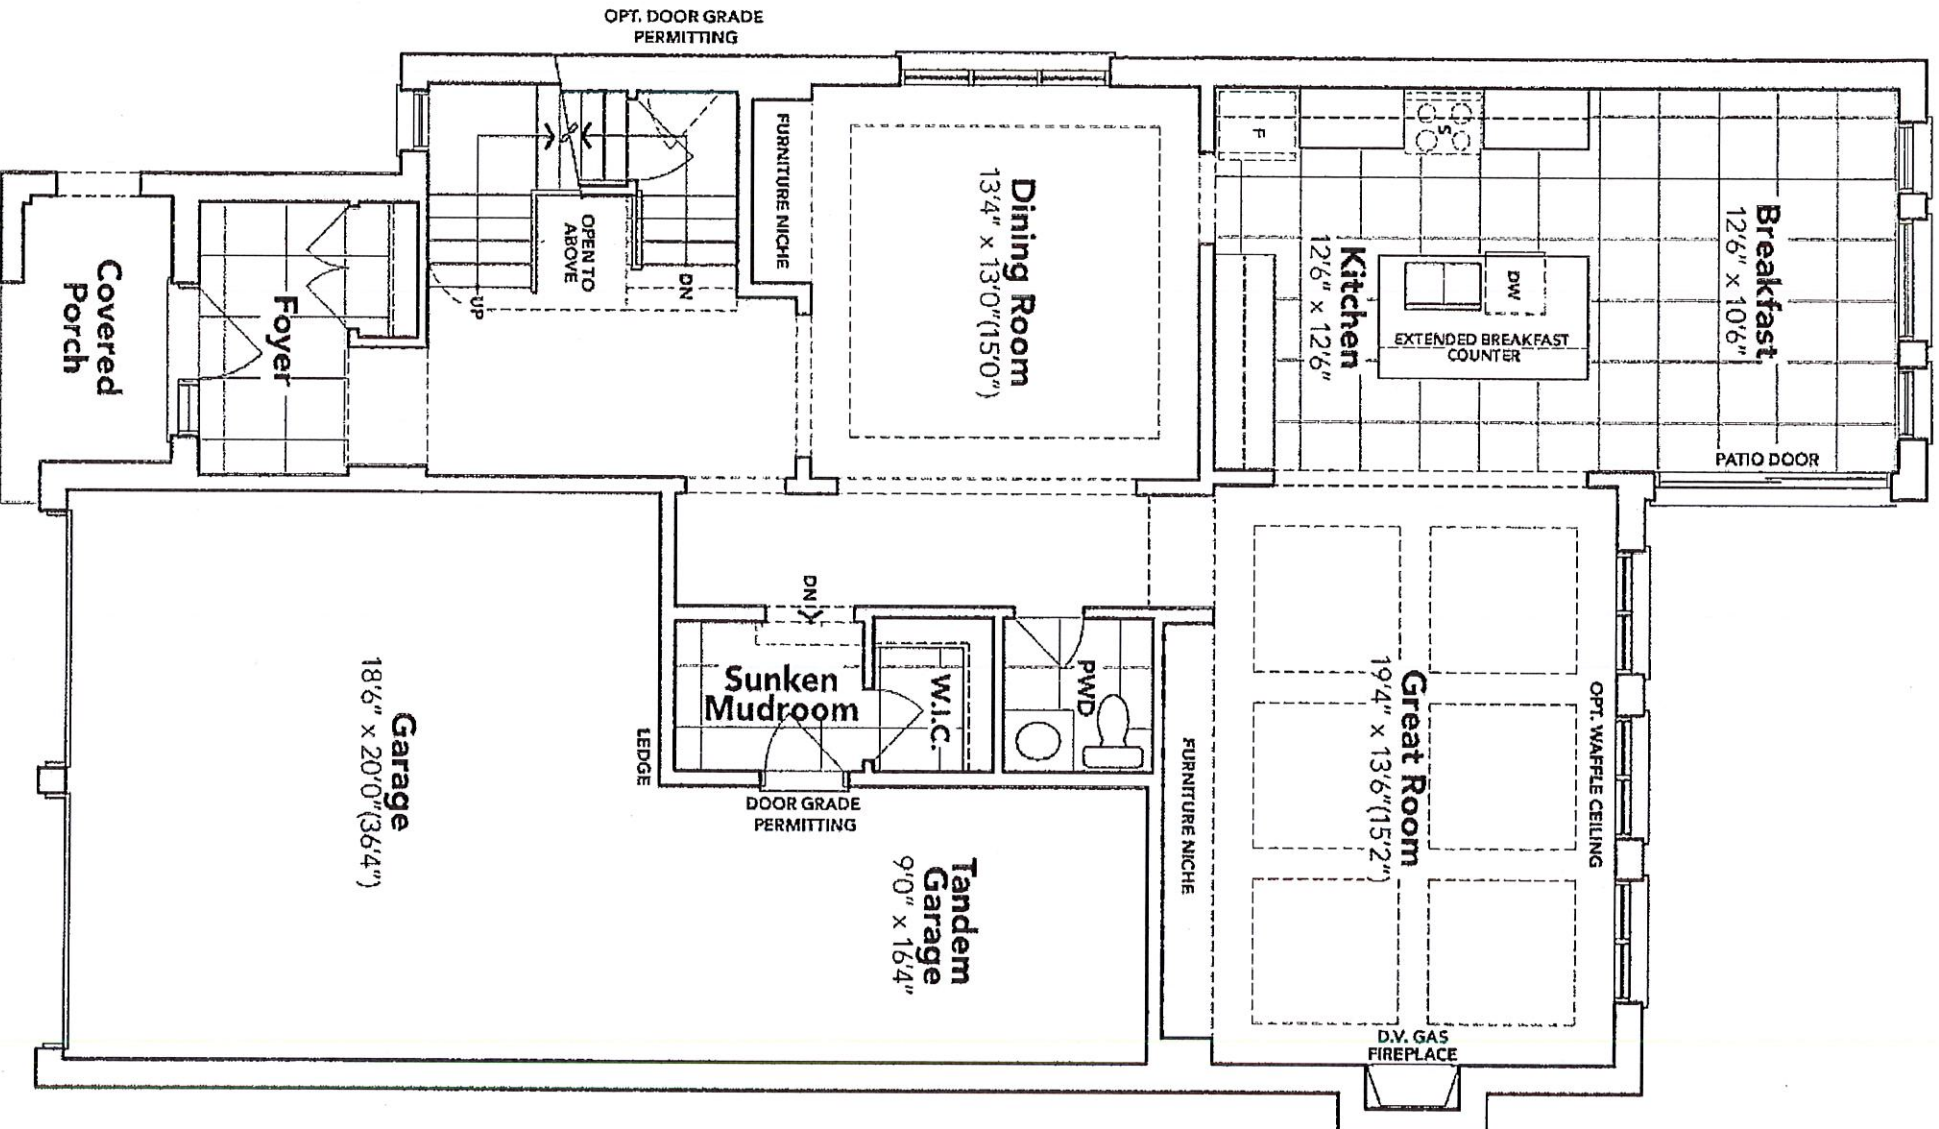 OPT. DOOR GRADE
PERMITTING
Covered
Porch
Foyer
UP
DN
OPEN TO
ABOVE
FURNITURE NICHE
Dining Room
13'4" x 13'0"(15'0")
F
S
Kitchen
12'6" x 12'6"
DW
EXTENDED BREAKFAST
COUNTER
Breakfast
12'6" x 10'6"
PATIO DOOR
DN
Sunken
Mudroom
W.I.C.
PWD
LEDGE
DOOR GRADE
PERMITTING
Garage
18'6" x 20'0"(36'4")
Tandem
Garage
9'0" x 16'4"
FURNITURE NICHE
Great Room
19'4" x 13'6"(15'2")
OPT. WAFFLE CEILING
D.V. GAS
FIREPLACE